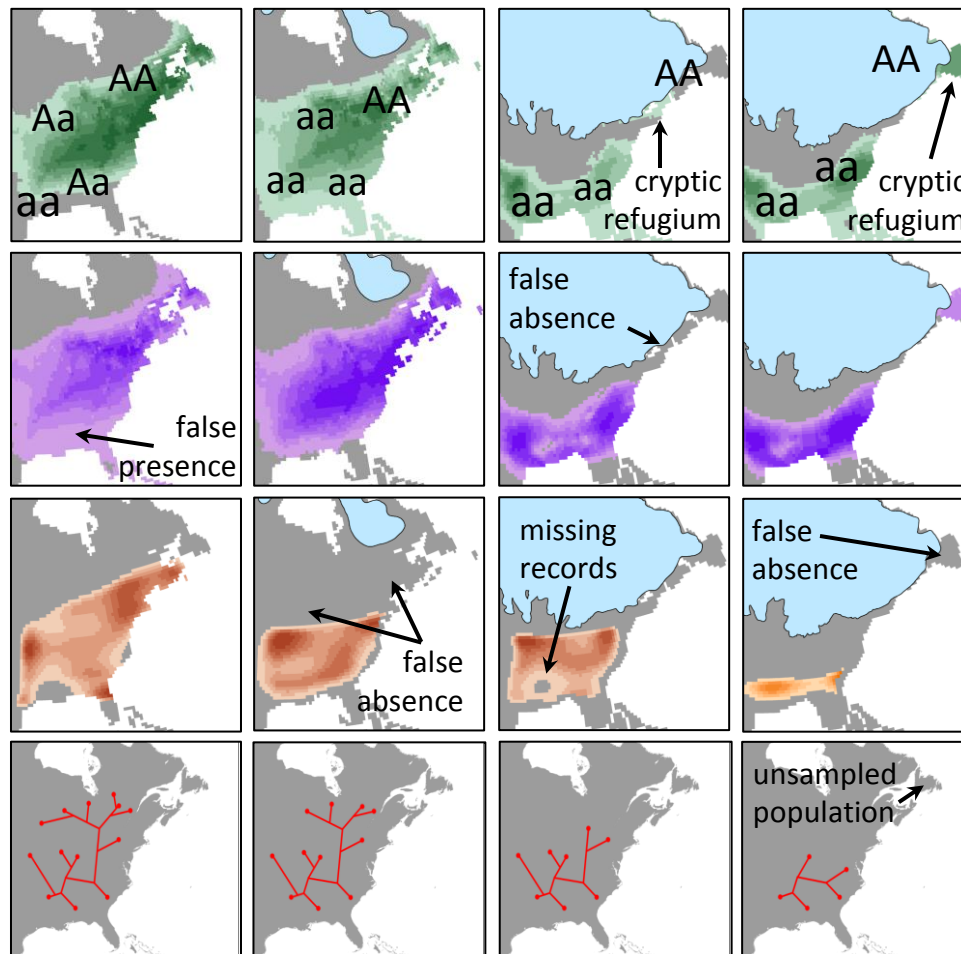 AA
Aa
Aa
aa
aa
AA
aa
aa
AA
aa
aa
cryptic
refugium
AA
aa
aa
cryptic
refugium
false
presence
false
absence
false
absence
missing
records
false
absence
unsampled
population